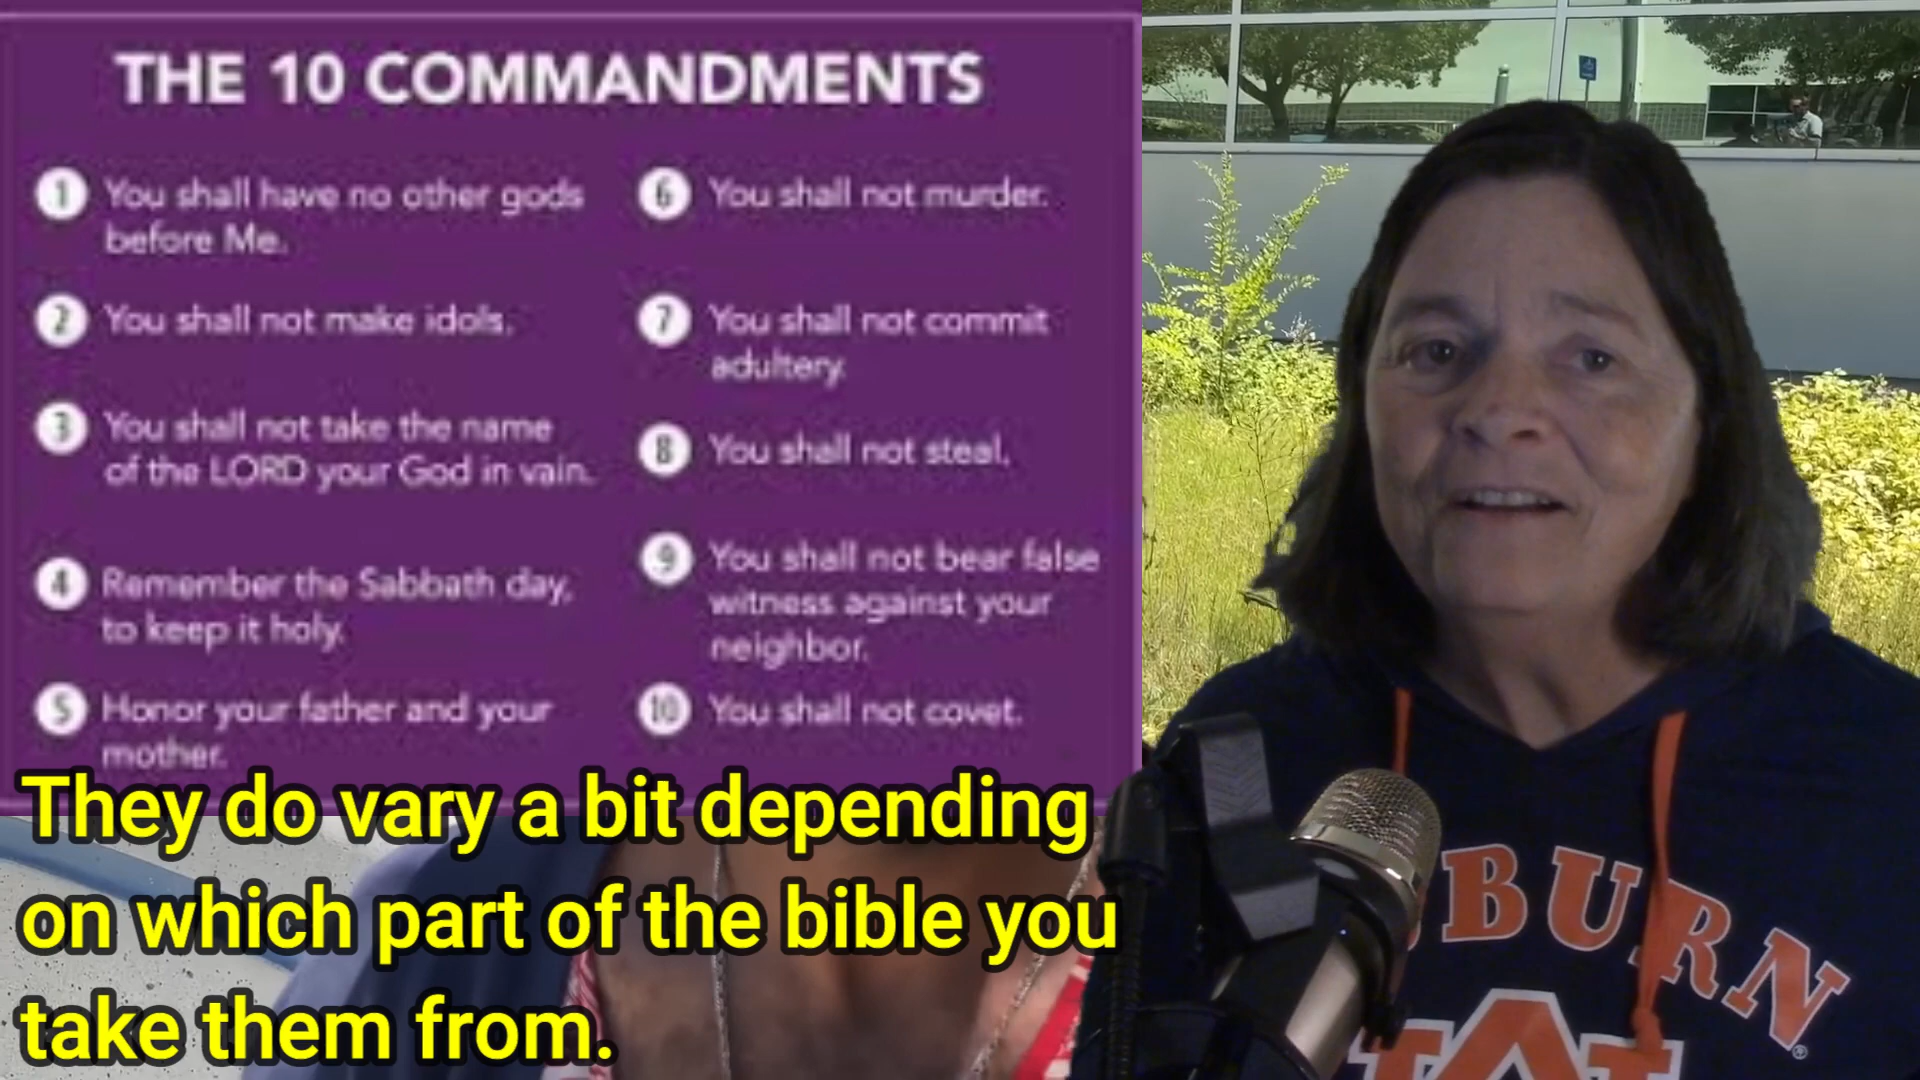 THE 10 COMMANDMENTS
1 You shall have no other gods
before Me.
2 You shall not make idols.
3 You shall not take the name
of the LORD your God in vain.
4 Remember the Sabbath day,
to keep it holy.
5 Honor your father and your
mother.
6 You shall not murder.
7 You shall not commit
adultery.
8 You shall not steal.
9 You shall not bear false
witness against your
neighbor.
10 You shall not covet.
They do vary a bit depending
on which part of the bible you
take them from.
BURN